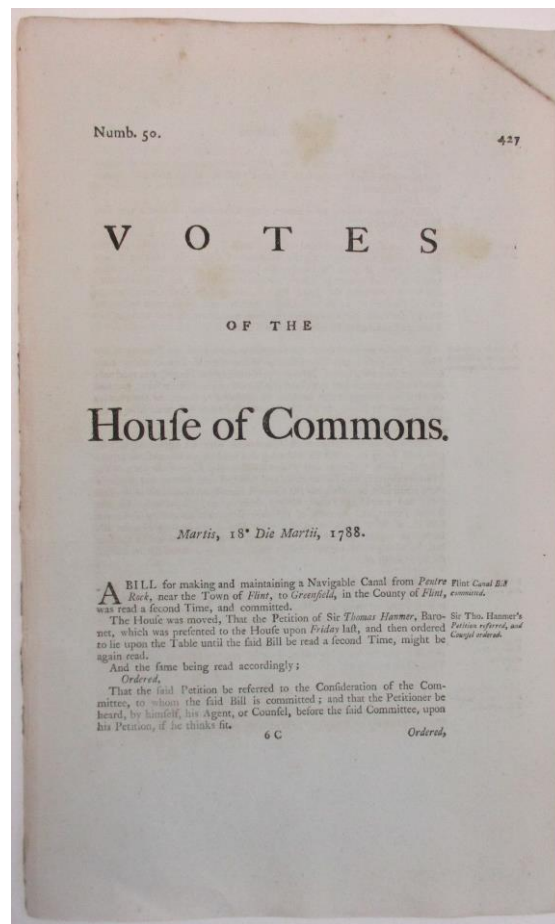 Numb. 50.
427
VOTES
OF THE
Houſe of Commons.
Martis, 18° Die Martii, 1788.
A BILL for making and maintaining a Navigable Canal from Pentre
Rock, near the Town of Flint, to Greenfield, in the County of Flint,
was read a ſecond Time, and committed.
Flint Canal Bill
committed.
The Houſe was moved, That the Petition of Sir Thomas Hanmer, Baro-
net, which was preſented to the Houſe upon Friday laſt, and then ordered
to lie upon the Table until the ſaid Bill be read a ſecond Time, might be
again read.
Sir Tho. Hanmer's
Petition referred, and
Counſel ordered.
And the ſame being read accordingly;
Ordered,
That the ſaid Petition be referred to the Conſideration of the Com-
mittee, to whom the ſaid Bill is committed; and that the Petitioner be
heard, by himſelf, his Agent, or Counſel, before the ſaid Committee, upon
his Petition, if he thinks fit.
6 C
Ordered,